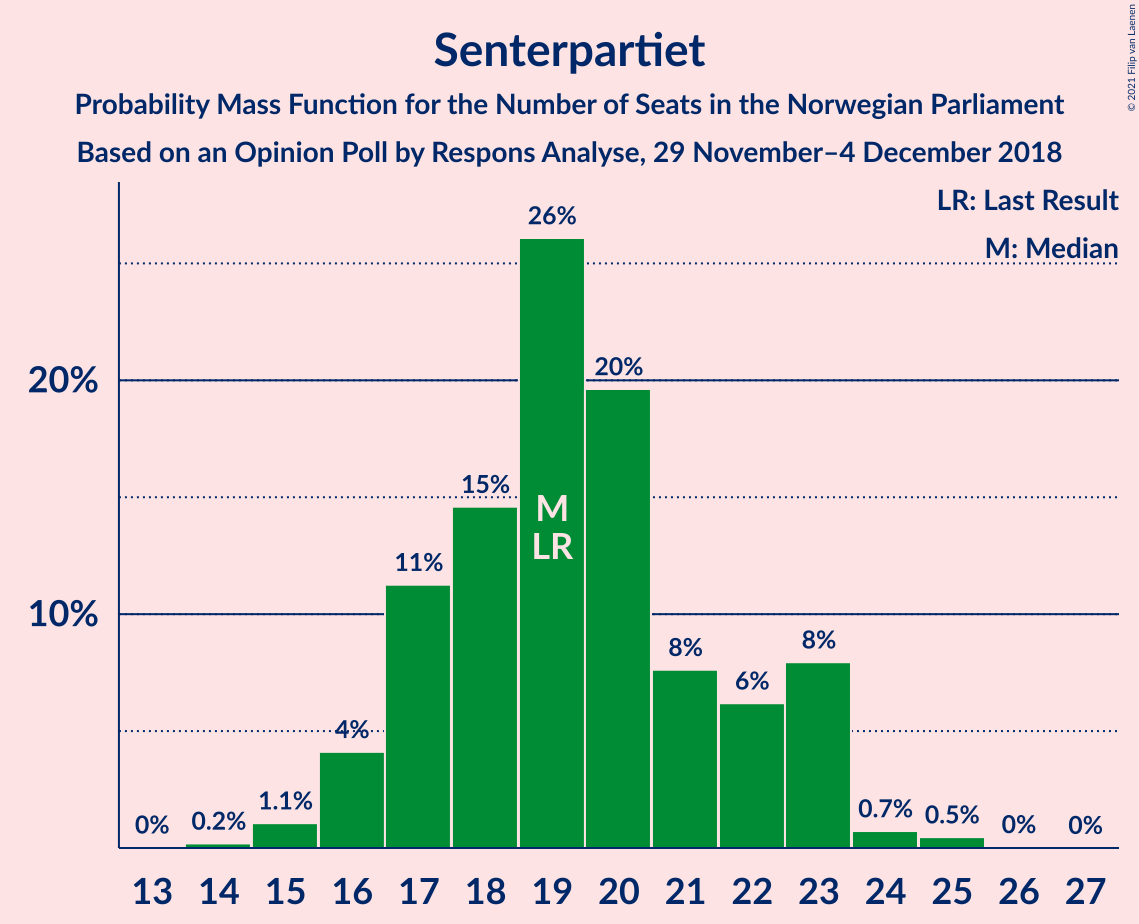 Senterpartiet
Probability Mass Function for the Number of Seats in the Norwegian Parliament
Based on an Opinion Poll by Respons Analyse, 29 November–4 December 2018
© 2021 Filip van Laenen
LR: Last Result
M: Median
26%
20%
20%
15%
M
LR
11%
10%
8%
8%
6%
4%
1.1%
0.2%
0%
0.7%
0.5%
0%
0%
13 14 15 16 17 18 19 20 21 22 23 24 25 26 27